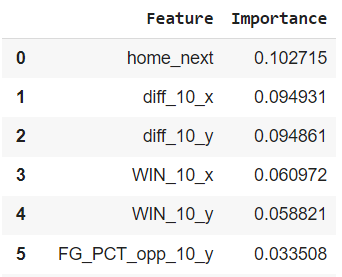 Feature Importance
0 home_next 0.102715
1 diff_10_x 0.094931
2 diff_10_y 0.094861
3 WIN_10_x 0.060972
4 WIN_10_y 0.058821
5 FG_PCT_opp_10_y 0.033508